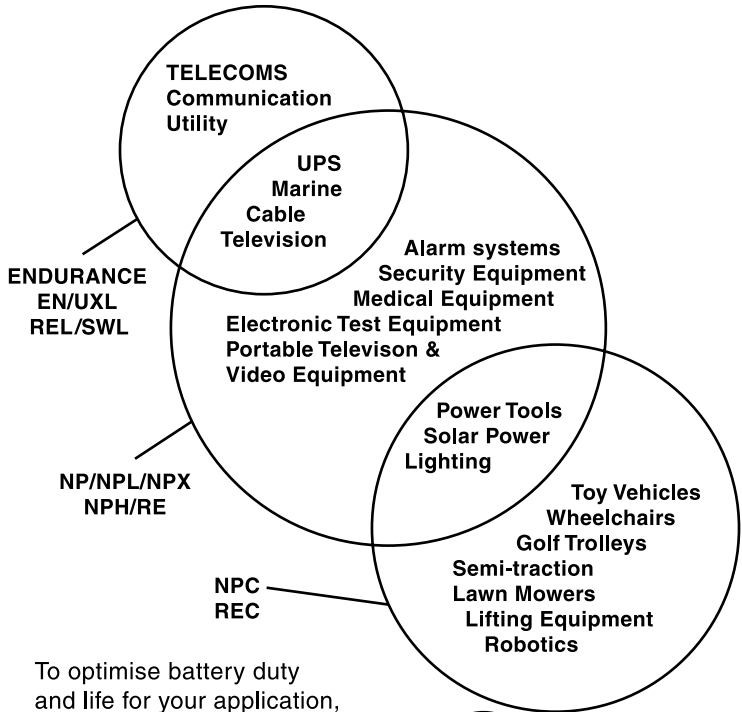 TELECOMS
Communication
Utility
UPS
Marine
Cable
Television
ENDURANCE
EN/UXL
REL/SWL
Alarm systems
Security Equipment
Medical Equipment
Electronic Test Equipment
Portable Televison &
Video Equipment
NP/NPL/NPX
NPH/RE
Power Tools
Solar Power
Lighting
Toy Vehicles
Wheelchairs
Golf Trolleys
Semi-traction
Lawn Mowers
Lifting Equipment
Robotics
NPC
REC
To optimise battery duty
and life for your application,